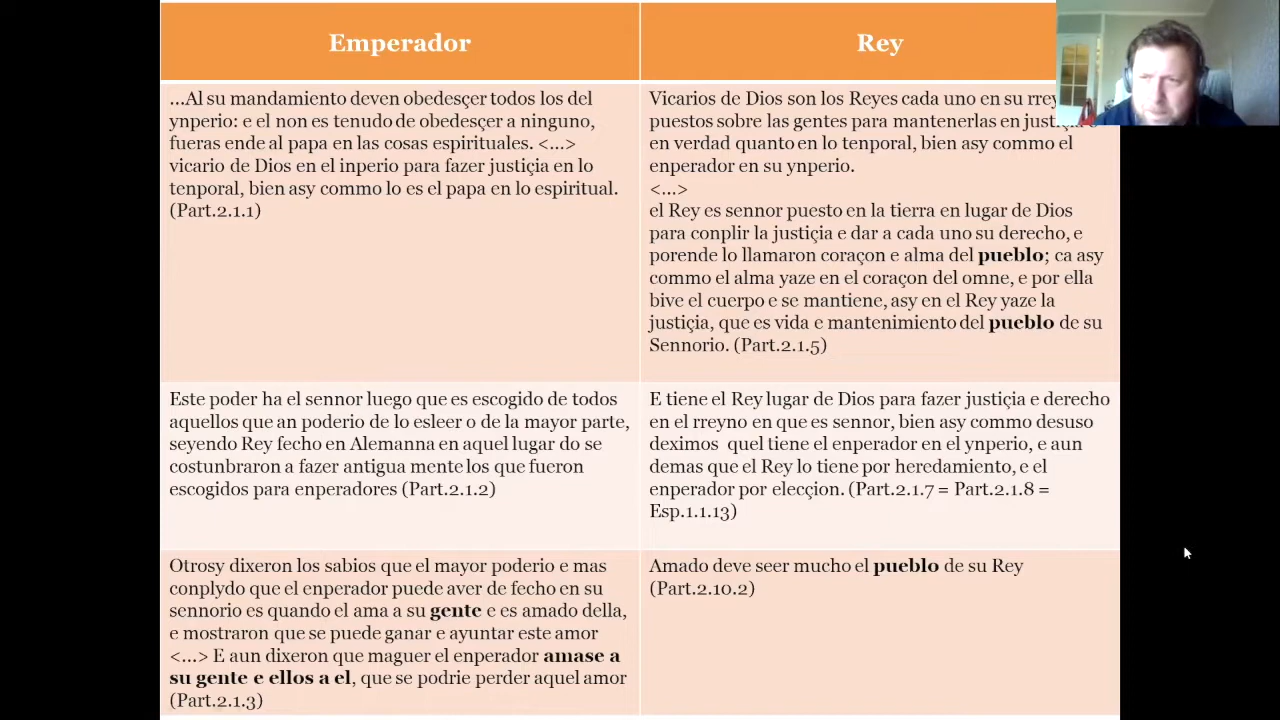 Emperador
Rey
...Al su mandamiento deven obedesçer todos los del
ynperio: e el non es tenudo de obedesçer a ninguno,
fueras ende al papa en las cosas espirituales. <...>
vicario de Dios en el inperio para fazer justiçia en lo
tenporal, bien asy commo lo es el papa en lo espiritual.
(Part.2.1.1)
Vicarios de Dios son los Reyes cada uno en su
puestos sobre las gentes para mantenerlas en
en verdad quanto en lo tenporal, bien asy commo el
enperador en su ynperio.
<...>
el Rey es sennor puesto en la tierra en lugar de Dios
para conplir la justiçia e dar a cada uno su derecho, e
porende lo llamaron coraçon e alma del pueblo; ca asy
commo el alma yaze en el coraçon del omne, e por ella
bive el cuerpo e se mantiene, asy en el Rey yaze la
justiçia, que es vida e mantenimiento del pueblo de su
Sennorio. (Part.2.1.5)
Este poder ha el sennor luego que es escogido de todos
aquellos que an poderio de lo esleer o de la mayor parte,
seyendo Rey fecho en Alemanna en aquel lugar do se
costunbraron a fazer antigua mente los que fueron
escogidos para enperadores (Part.2.1.2)
E tiene el Rey lugar de Dios para fazer justiçia e derecho
en el rreyno en que es sennor, bien asy commo desuso
deximos quel tiene el enperador en el ynperio, e aun
demas que el Rey lo tiene por heredamiento, e el
enperador por elecçion. (Part.2.1.7 = Part.2.1.8 =
Esp.1.1.13)
Otrosy dixeron los sabios que el mayor poderio e mas
conplydo que el enperador puede aver de fecho en su
sennorio es quando el ama a su gente e es amado della,
e mostraron que se puede ganar e ayuntar este amor
<...> E aun dixeron que maguer el enperador amase a
su gente e ellos a el, que se podrie perder aquel amor
(Part.2.1.3)
Amado deve seer mucho el pueblo de su Rey
(Part.2.10.2)